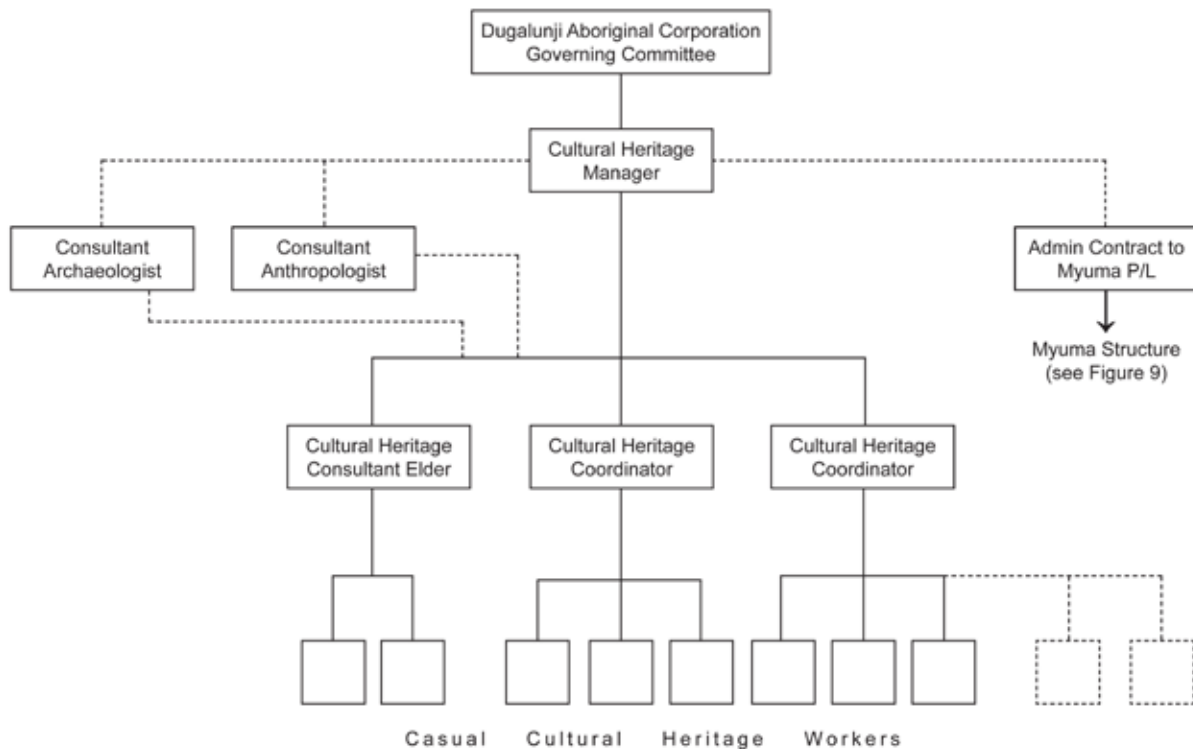 Dugalunji Aboriginal Corporation
Governing Committee
Cultural Heritage
Manager
Consultant
Archaeologist
Consultant
Anthropologist
Admin Contract to
Myuma P/L
Myuma Structure
(see Figure 9)
Cultural Heritage
Consultant Elder
Cultural Heritage
Coordinator
Cultural Heritage
Coordinator
Casual Cultural Heritage Workers